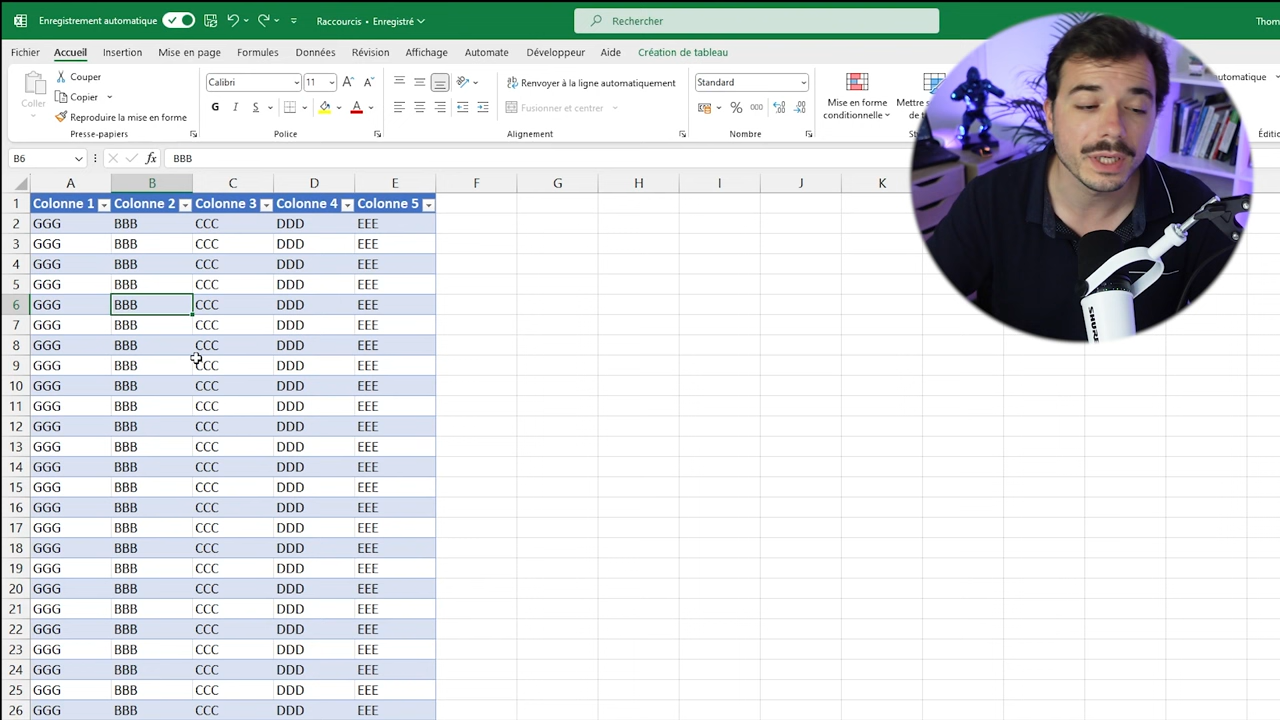 Enregistrement automatique
Raccourcis • Enregistré
Rechercher
Thom
Fichier Accueil Insertion Mise en page Formules Données Révision Affichage Automate Développeur Aide Création de tableau
Coller
Couper
Copier
Reproduire la mise en forme
Presse-papiers
Calibri 11
G I S
Police
Renvoyer à la ligne automatiquement
Fusionner et centrer
Alignement
Standard
% 000
Nombre
Mise en forme
conditionnelle
Mettre
automatique
Éditi
B6 fx BBB
A B C D E F G H I J K
1 Colonne 1 Colonne 2 Colonne 3 Colonne 4 Colonne 5
2 GGG BBB CCC DDD EEE
3 GGG BBB CCC DDD EEE
4 GGG BBB CCC DDD EEE
5 GGG BBB CCC DDD EEE
6 GGG BBB CCC DDD EEE
7 GGG BBB CCC DDD EEE
8 GGG BBB CCC DDD EEE
9 GGG BBB CCC DDD EEE
10 GGG BBB CCC DDD EEE
11 GGG BBB CCC DDD EEE
12 GGG BBB CCC DDD EEE
13 GGG BBB CCC DDD EEE
14 GGG BBB CCC DDD EEE
15 GGG BBB CCC DDD EEE
16 GGG BBB CCC DDD EEE
17 GGG BBB CCC DDD EEE
18 GGG BBB CCC DDD EEE
19 GGG BBB CCC DDD EEE
20 GGG BBB CCC DDD EEE
21 GGG BBB CCC DDD EEE
22 GGG BBB CCC DDD EEE
23 GGG BBB CCC DDD EEE
24 GGG BBB CCC DDD EEE
25 GGG BBB CCC DDD EEE
26 GGG BBB CCC DDD EEE
SHURE